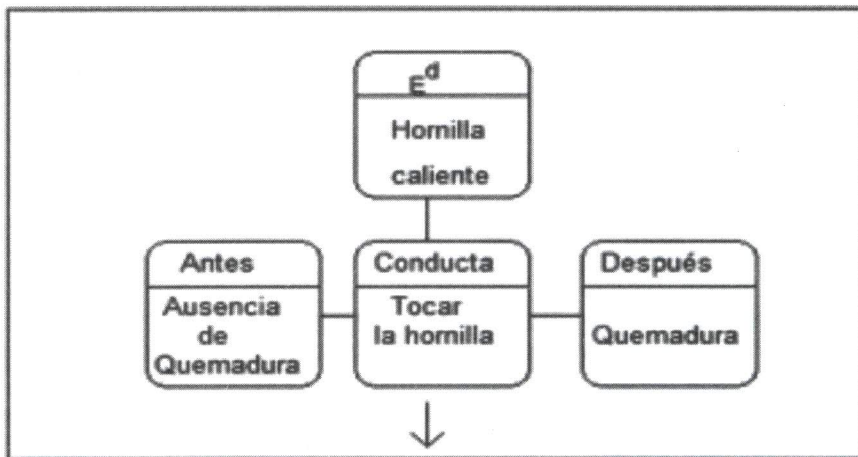 E^d
Hornilla
caliente
Antes
Ausencia
de
Quemadura
Conducta
Tocar
la hornilla
Después
Quemadura